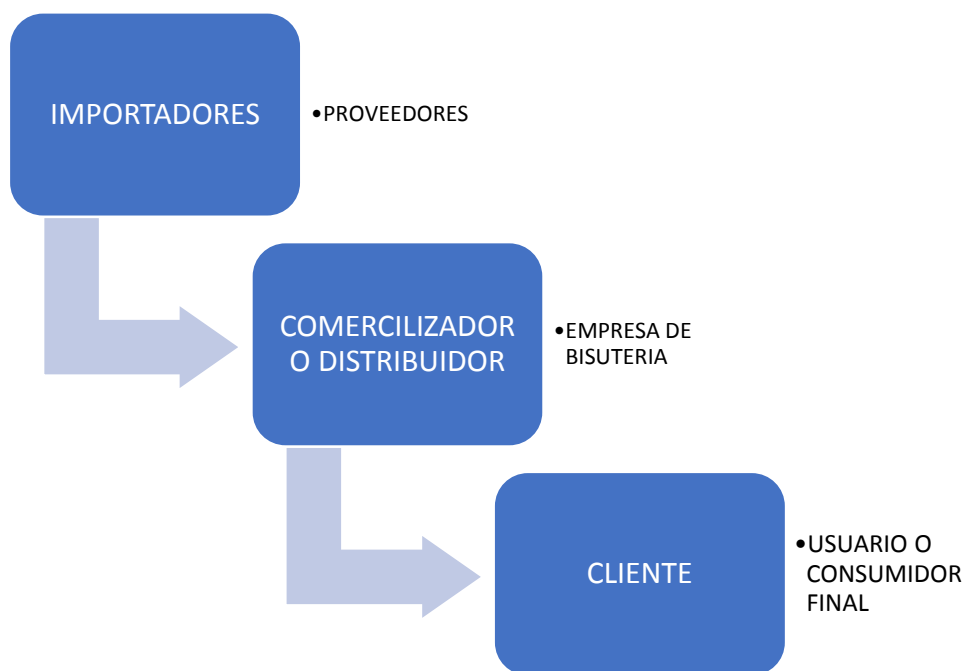 IMPORTADORES
•PROVEEDORES
COMERCILIZADOR
O DISTRIBUIDOR
•EMPRESA DE
BISUTERIA
CLIENTE
•USUARIO O
CONSUMIDOR
FINAL